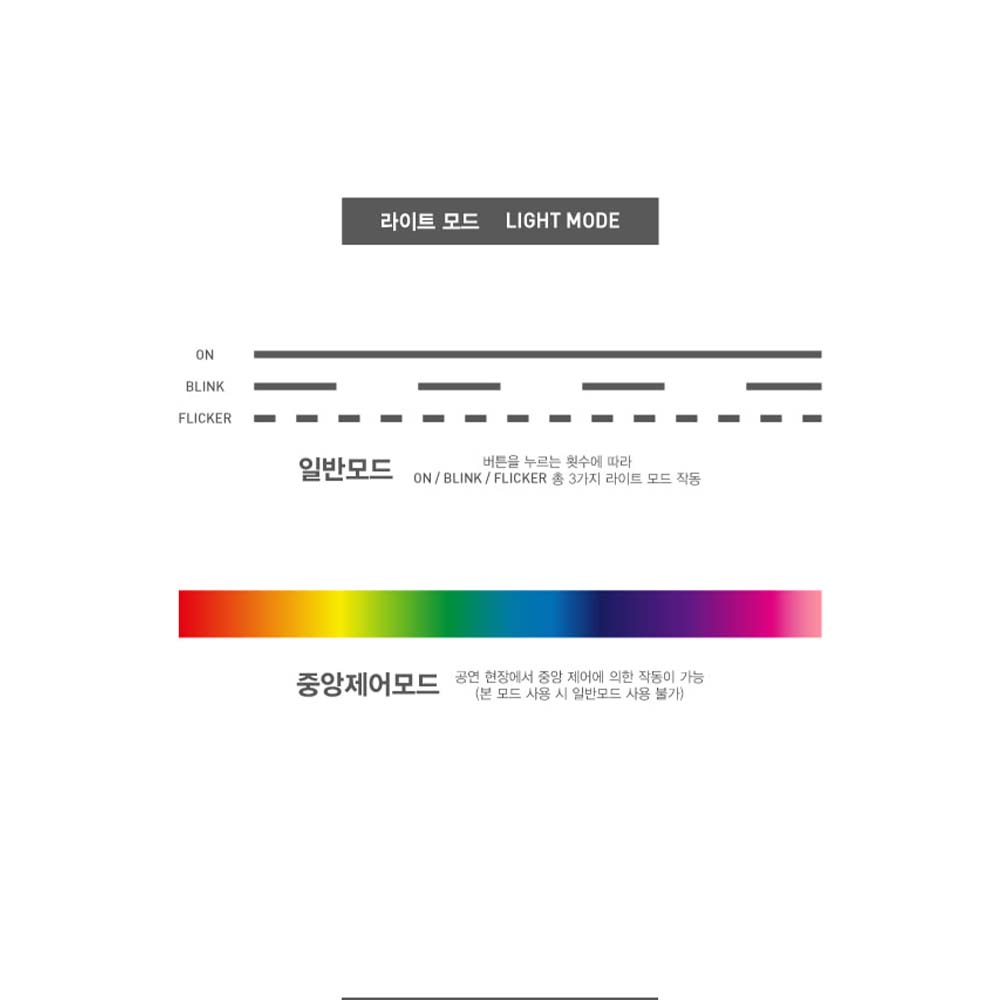 라이트 모드 LIGHT MODE
ON
BLINK
FLICKER
일반모드
버튼을 누르는 횟수에 따라
ON / BLINK / FLICKER 총 3가지 라이트 모드 작동
중앙제어모드
공연 현장에서 중앙 제어에 의한 작동이 가능
(본 모드 사용 시 일반모드 사용 불가)